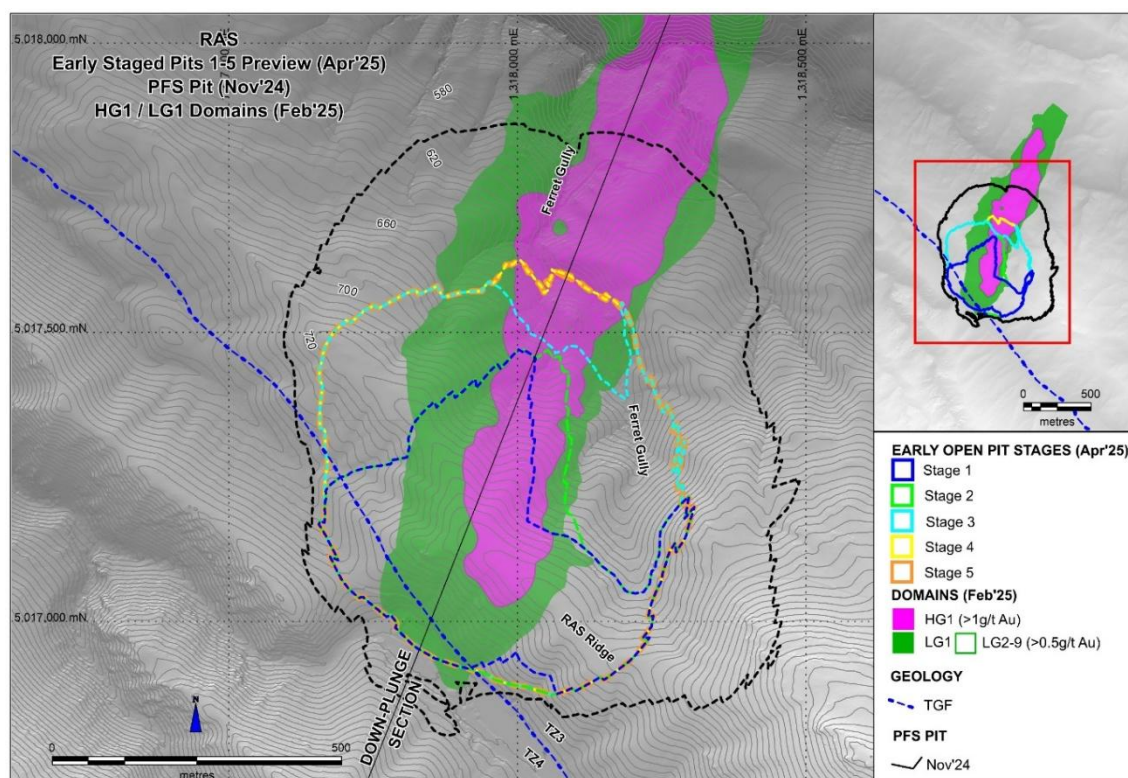 RAS
Early Staged Pits 1-5 Preview (Apr'25)
PFS Pit (Nov'24)
HG1 / LG1 Domains (Feb'25)
5,018,000 mN
5,017,500 mN
5,017,000 mN
1,318,000 mE
1,318,500 mE
580
620
660
700
720
Ferret Gully
Ferret Gully
RAS Ridge
DOWN-PLUNGE
SECTION
TZ3
TZ4
N
0
500
metres
0
500
metres
EARLY OPEN PIT STAGES (Apr'25)
Stage 1
Stage 2
Stage 3
Stage 4
Stage 5
DOMAINS (Feb'25)
HG1 (>1g/t Au)
LG1 LG2-9 (>0.5g/t Au)
GEOLOGY
TGF
PFS PIT
Nov'24